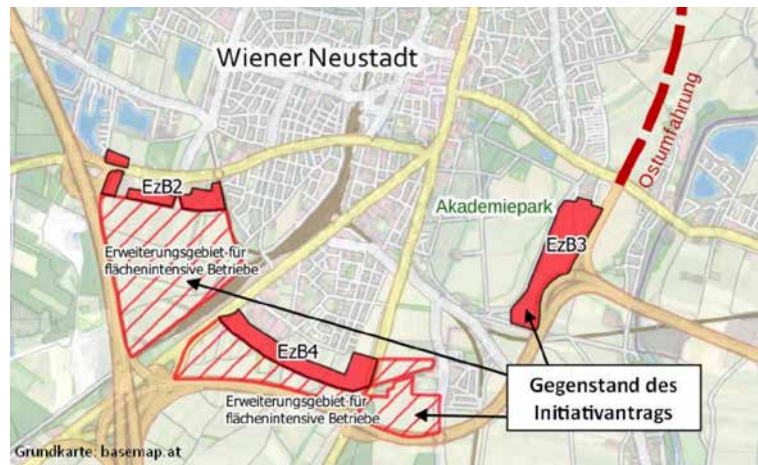 Wiener Neustadt
Ostumfahrung
EzB2
Akademiepark
EzB3
Erweiterungsgebiet für
flächenintensive Betriebe
EzB4
Gegenstand des
Initiativantrags
Erweiterungsgebiet für
flächenintensive Betriebe
Grundkarte: basemap.at